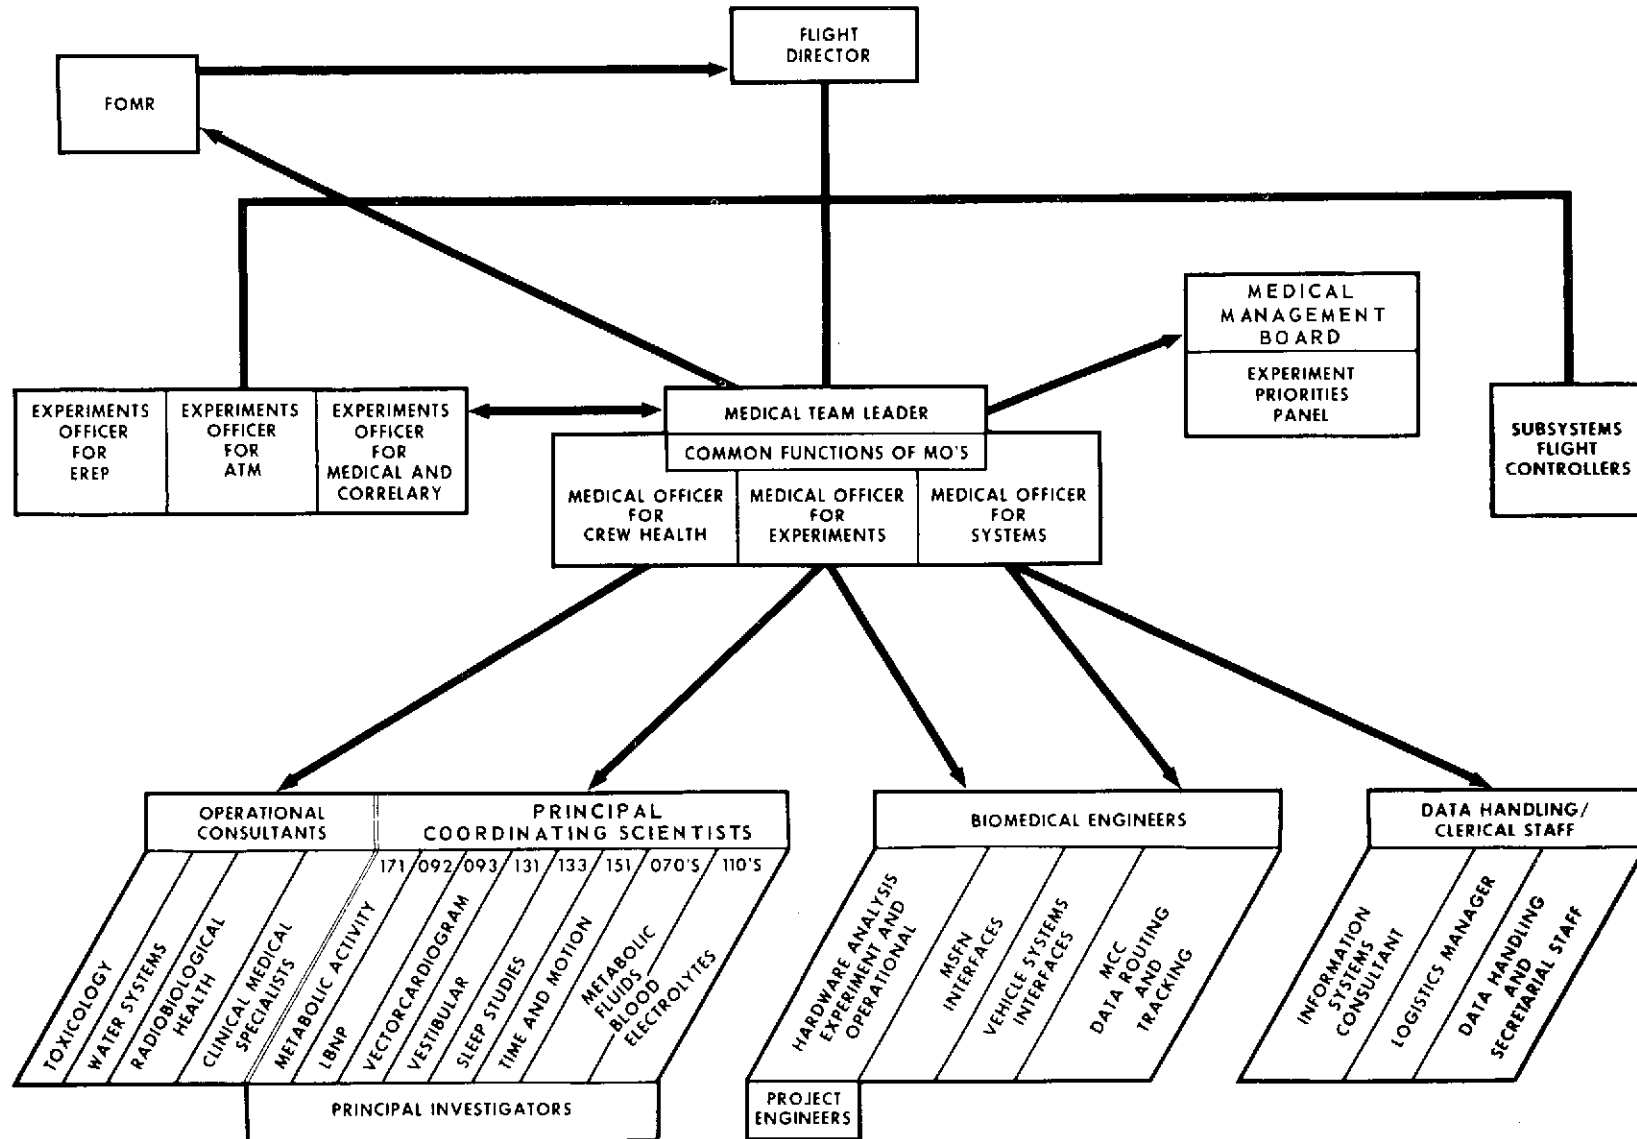 FLIGHT
DIRECTOR
FOMR
MEDICAL
MANAGEMENT
BOARD
EXPERIMENT
PRIORITIES
PANEL
EXPERIMENTS
OFFICER
FOR
EREP
EXPERIMENTS
OFFICER
FOR
ATM
EXPERIMENTS
OFFICER
FOR
MEDICAL AND
CORRELARY
MEDICAL TEAM LEADER
COMMON FUNCTIONS OF MO'S
MEDICAL OFFICER
FOR
CREW HEALTH
MEDICAL OFFICER
FOR
EXPERIMENTS
MEDICAL OFFICER
FOR
SYSTEMS
SUBSYSTEMS
FLIGHT
CONTROLLERS
OPERATIONAL
CONSULTANTS
PRINCIPAL
COORDINATING SCIENTISTS
BIOMEDICAL ENGINEERS
DATA HANDLING/
CLERICAL STAFF
171 092 093 131 133 151 070'S 110'S
TOXICOLOGY
WATER SYSTEMS
RADIOBIOLOGICAL
HEALTH
CLINICAL MEDICAL
SPECIALISTS
METABOLIC ACTIVITY
LBNP
VECTORCARDIOGRAM
VESTIBULAR
SLEEP STUDIES
TIME AND MOTION
METABOLIC
FLUIDS
BLOOD
ELECTROLYTES
HARDWARE ANALYSIS
EXPERIMENT AND
OPERATIONAL
MSFN
INTERFACES
VEHICLE SYSTEMS
INTERFACES
MCC
DATA ROUTING
AND
TRACKING
INFORMATION
SYSTEMS
CONSULTANT
LOGISTICS MANAGER
DATA HANDLING
AND
SECRETARIAL STAFF
PRINCIPAL INVESTIGATORS
PROJECT
ENGINEERS